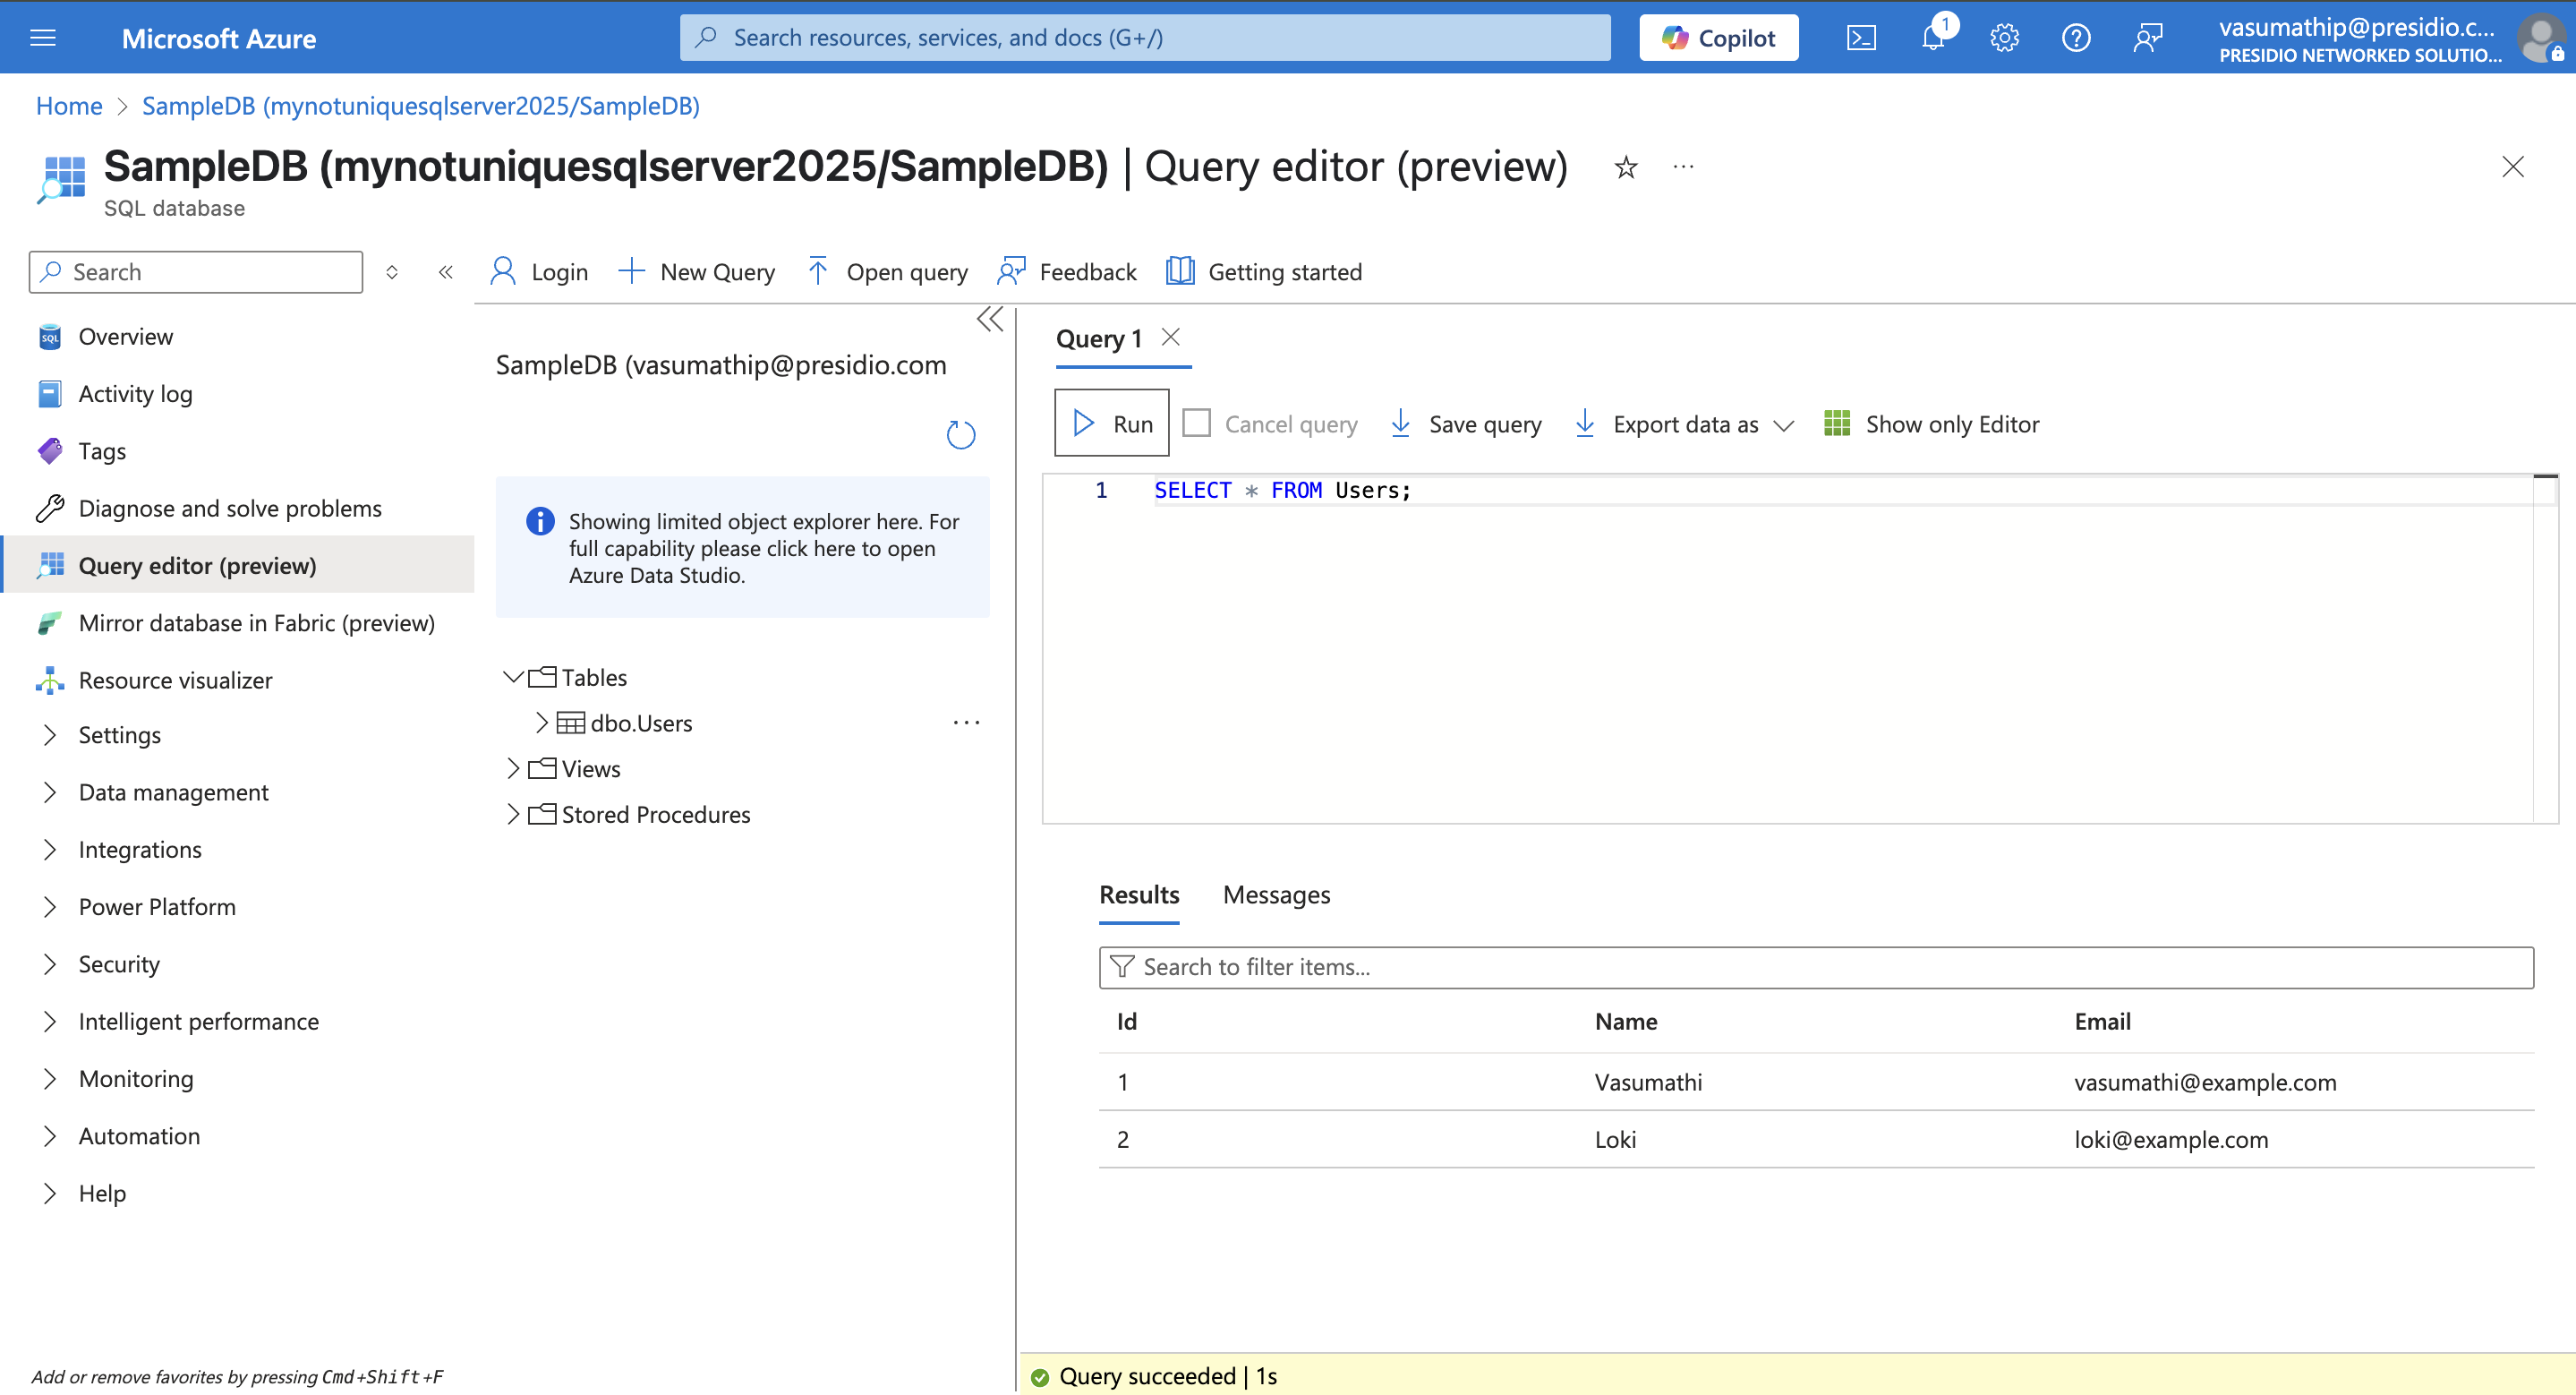 Microsoft Azure
Search resources, services, and docs (G+/)
Copilot
1
vasumathip@presidio.c...
PRESIDIO NETWORKED SOLUTIO...
Home > SampleDB (mynotuniquesqlserver2025/SampleDB)
SampleDB (mynotuniquesqlserver2025/SampleDB) | Query editor (preview)
SQL database
Search
Login
New Query
Open query
Feedback
Getting started
Overview
Activity log
Tags
Diagnose and solve problems
Query editor (preview)
Mirror database in Fabric (preview)
Resource visualizer
Settings
Data management
Integrations
Power Platform
Security
Intelligent performance
Monitoring
Automation
Help
Add or remove favorites by pressing Cmd+Shift+F
SampleDB (vasumathip@presidio.com
Showing limited object explorer here. For
full capability please click here to open
Azure Data Studio.
Tables
dbo.Users
Views
Stored Procedures
Query 1
Run
Cancel query
Save query
Export data as
Show only Editor
1 SELECT * FROM Users;
Results
Messages
Search to filter items...
Id Name Email
1 Vasumathi vasumathi@example.com
2 Loki loki@example.com
Query succeeded | 1s